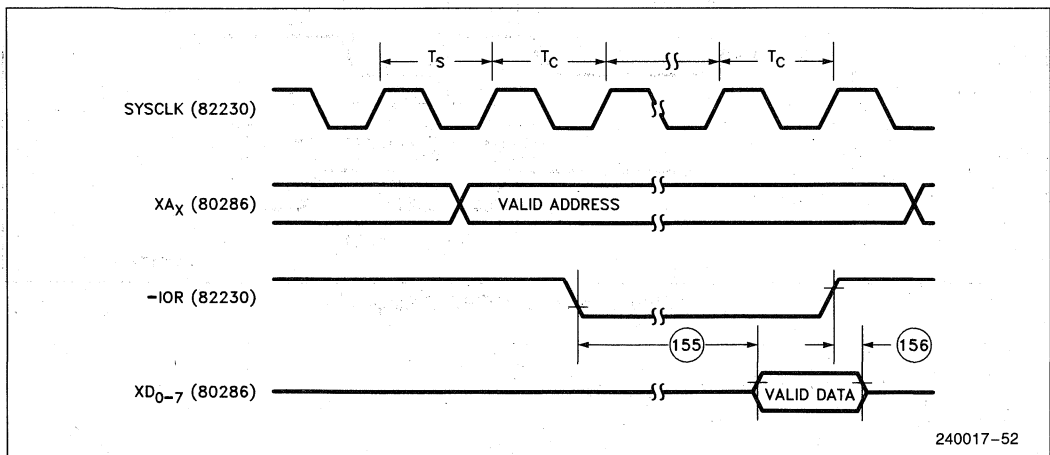 T_S T_C T_C
SYSCLK (82230)
XA_X (80286)
VALID ADDRESS
-IOR (82230)
155 156
XD_0-7 (80286)
VALID DATA
240017-52